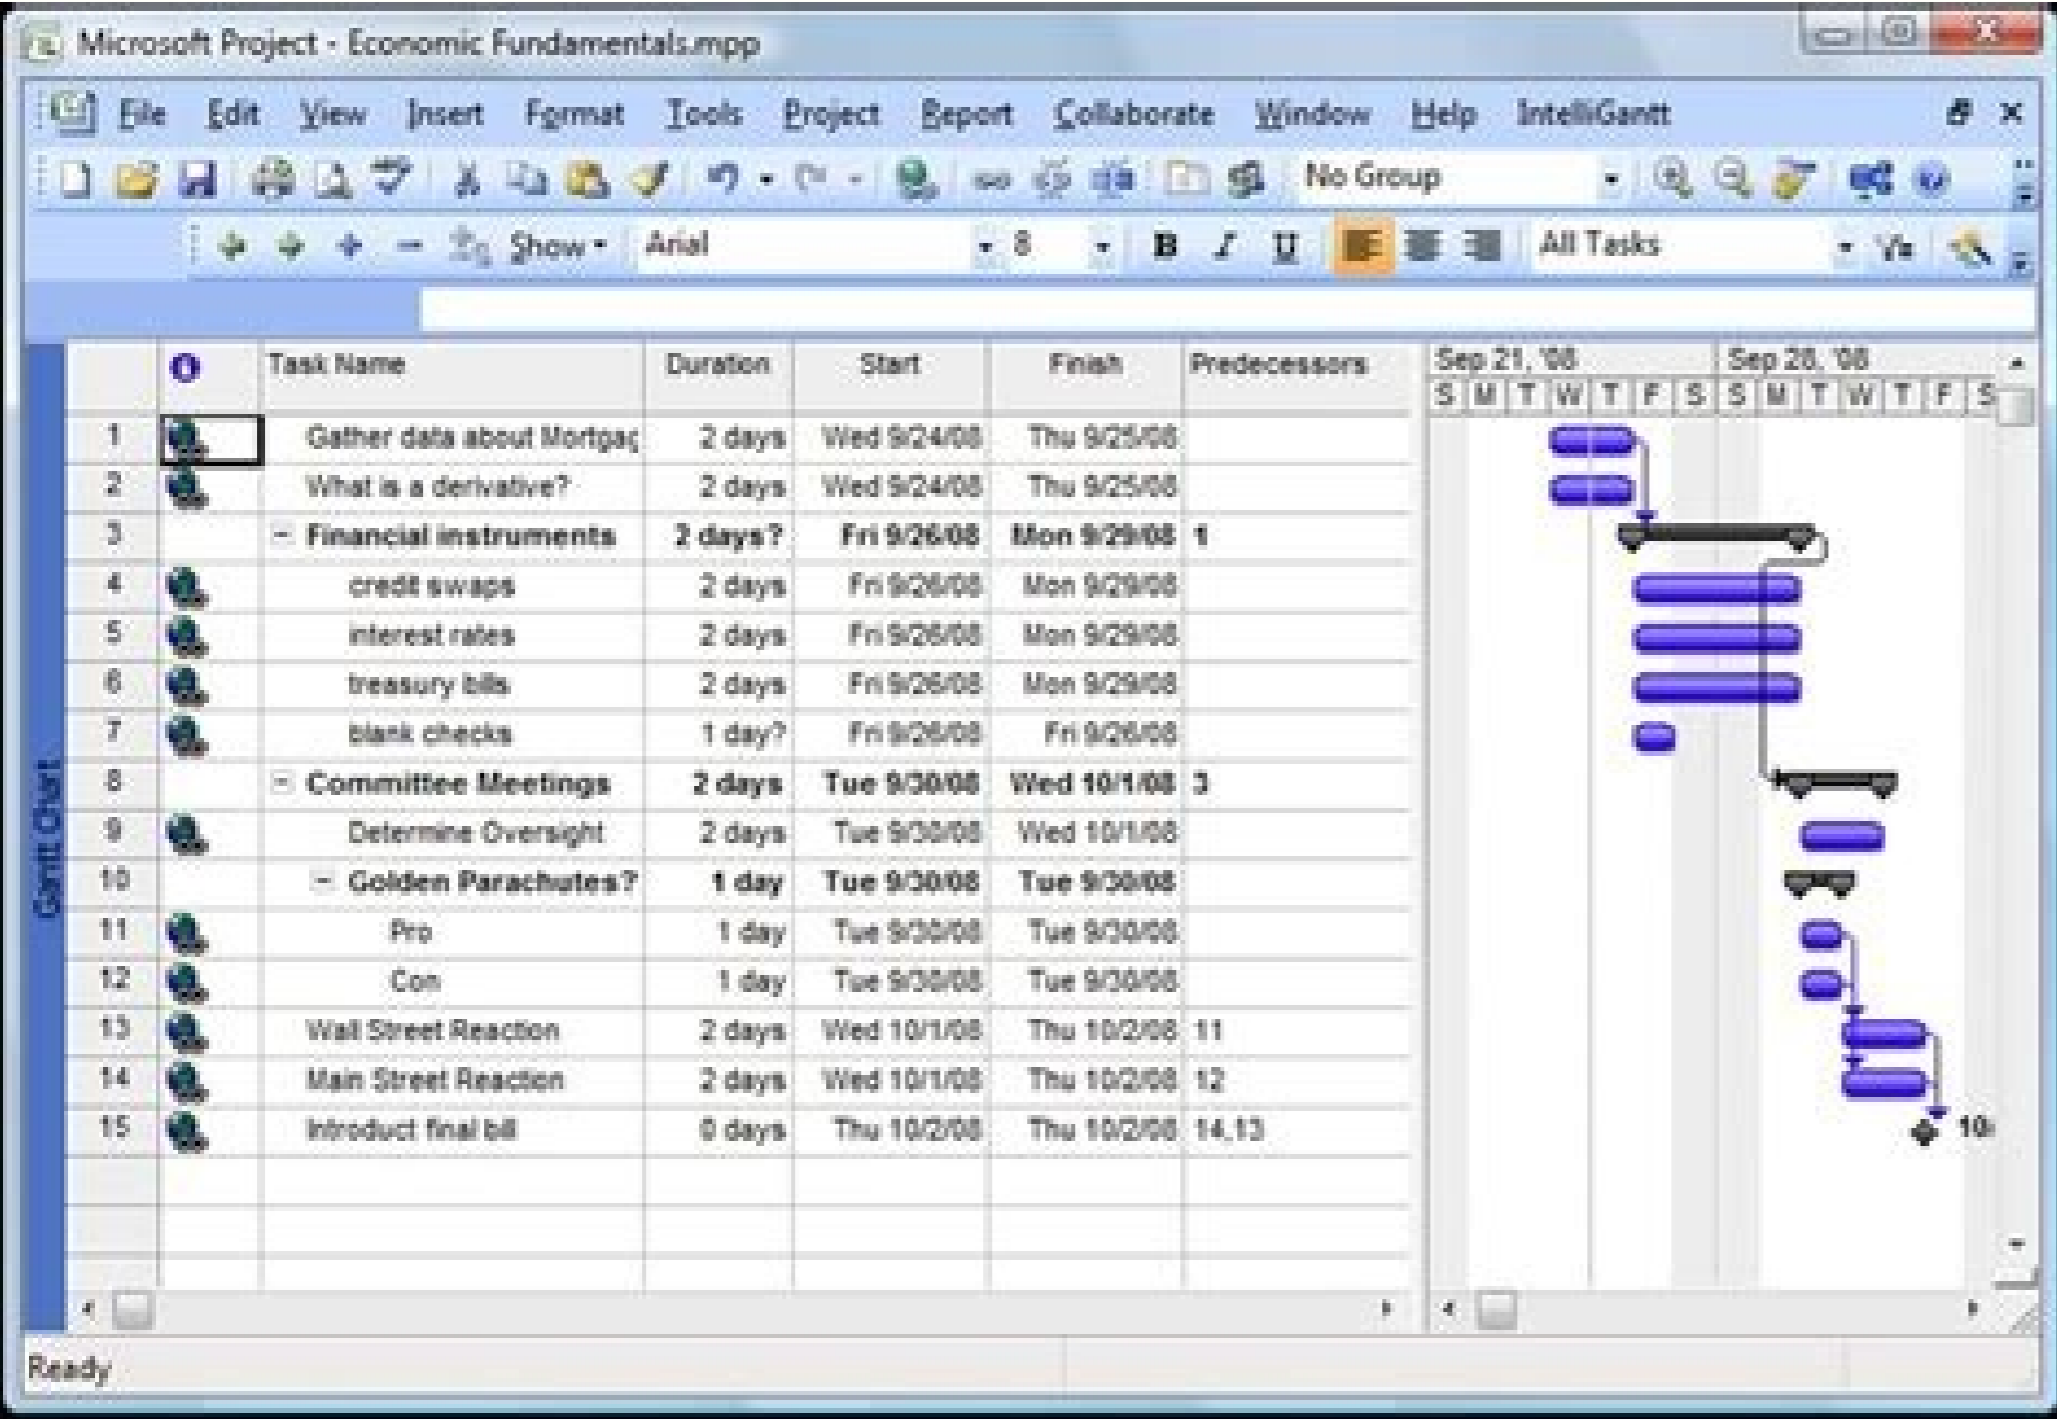 Microsoft Project - Economic Fundamentals.mpp
File Edit View Insert Format Tools Project Report Collaborate Window Help IntelliGantt
No Group
Show Arial 8 B I U All Tasks
Task Name Duration Start Finish Predecessors Sep 21, '08 Sep 28, '08
S M T W T F S S M T W T F S
1 Gather data about Mortgag 2 days Wed 9/24/08 Thu 9/25/08
2 What is a derivative? 2 days Wed 9/24/08 Thu 9/25/08
3 − Financial instruments 2 days? Fri 9/26/08 Mon 9/29/08 1
4 credit swaps 2 days Fri 9/26/08 Mon 9/29/08
5 interest rates 2 days Fri 9/26/08 Mon 9/29/08
6 treasury bills 2 days Fri 9/26/08 Mon 9/29/08
7 blank checks 1 day? Fri 9/26/08 Fri 9/26/08
8 − Committee Meetings 2 days Tue 9/30/08 Wed 10/1/08 3
9 Determine Oversight 2 days Tue 9/30/08 Wed 10/1/08
10 − Golden Parachutes? 1 day Tue 9/30/08 Tue 9/30/08
11 Pro 1 day Tue 9/30/08 Tue 9/30/08
12 Con 1 day Tue 9/30/08 Tue 9/30/08
13 Wall Street Reaction 2 days Wed 10/1/08 Thu 10/2/08 11
14 Main Street Reaction 2 days Wed 10/1/08 Thu 10/2/08 12
15 Introduct final bill 0 days Thu 10/2/08 Thu 10/2/08 14,13
Gantt Chart
Ready